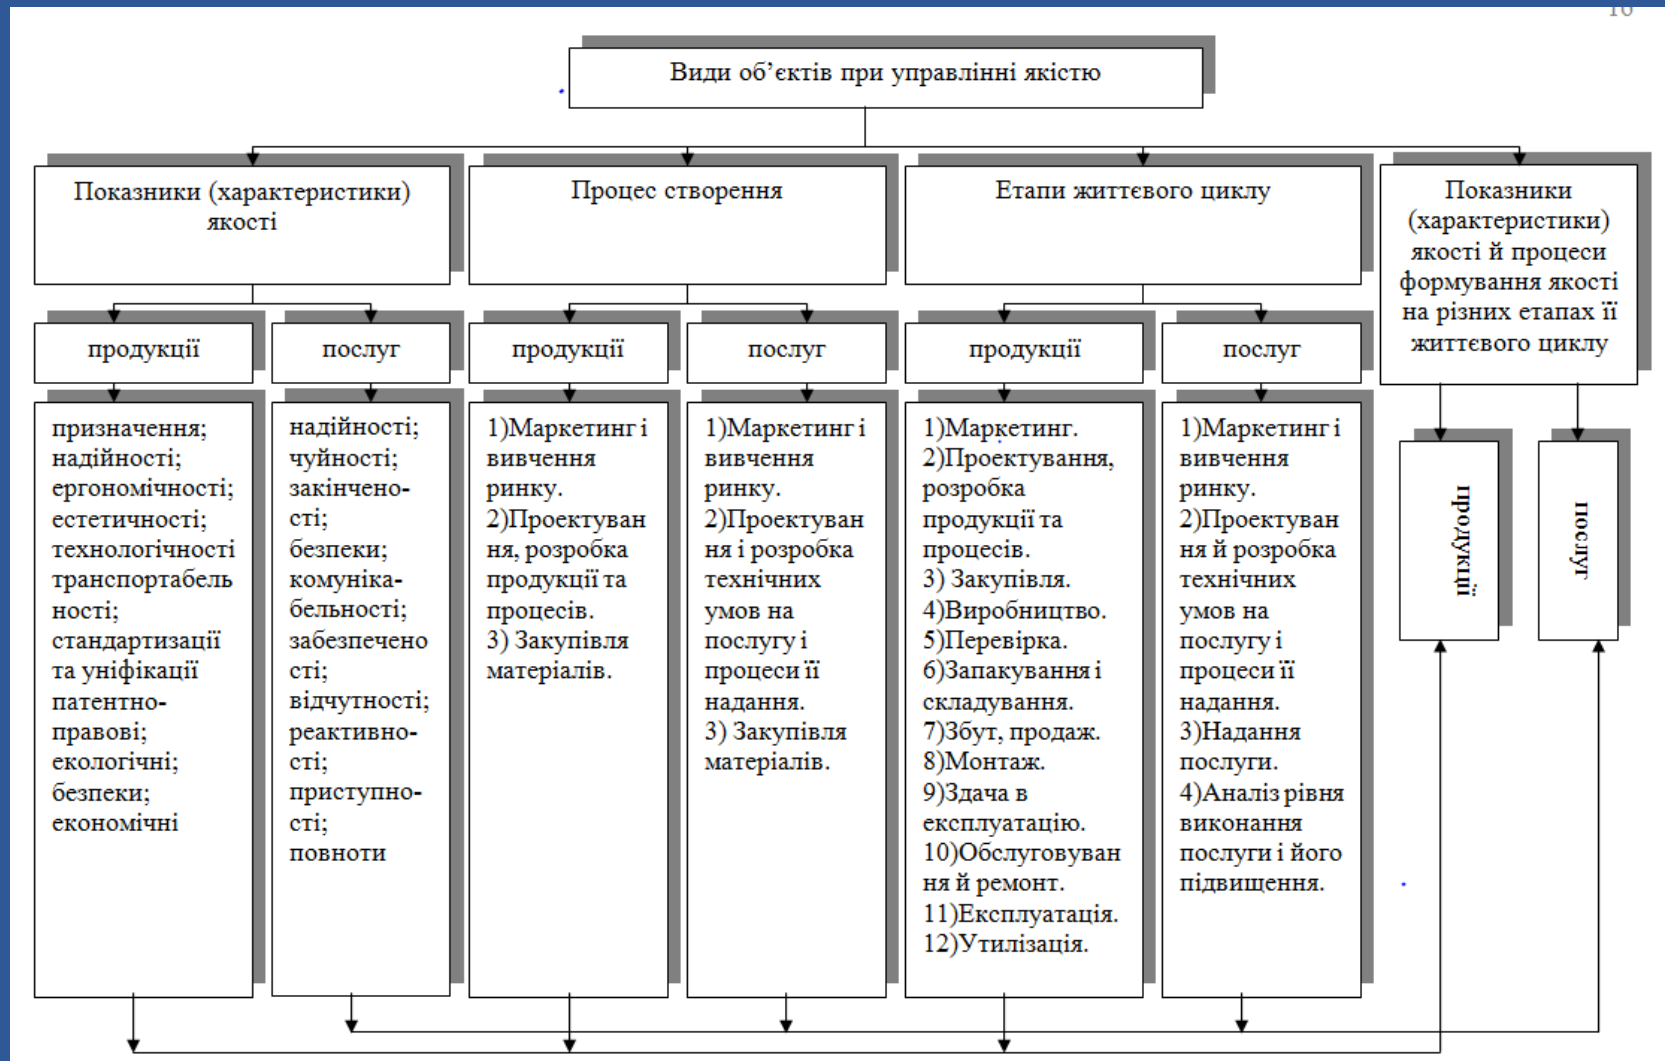 16
Види об’єктів при управлінні якістю
Показники (характеристики)
якості
Процес створення
Етапи життєвого циклу
Показники
(характеристики)
якості й процеси
формування якості
на різних етапах її
життєвого циклу
продукції
послуг
продукції
послуг
продукції
послуг
призначення;
надійності;
ергономічності;
естетичності;
технологічності
транспортабель
ності;
стандартизації
та уніфікації
патентно-
правові;
екологічні;
безпеки;
економічні
надійності;
чуйності;
закінчено-
сті;
безпеки;
комуніка-
бельності;
забезпечено
сті;
відчутності;
реактивно-
сті;
приступно-
сті;
повноти
1)Маркетинг і
вивчення
ринку.
2)Проектуван
ня, розробка
продукції та
процесів.
3) Закупівля
матеріалів.
1)Маркетинг і
вивчення
ринку.
2)Проектуван
ня і розробка
технічних
умов на
послугу і
процеси її
надання.
3) Закупівля
матеріалів.
1)Маркетинг.
2)Проектування,
розробка
продукції та
процесів.
3) Закупівля.
4)Виробництво.
5)Перевірка.
6)Запакування і
складування.
7)Збут, продаж.
8)Монтаж.
9)Здача в
експлуатацію.
10)Обслуговуван
ня й ремонт.
11)Експлуатація.
12)Утилізація.
1)Маркетинг і
вивчення
ринку.
2)Проектуван
ня й розробка
технічних
умов на
послугу і
процеси її
надання.
3)Надання
послуги.
4)Аналіз рівня
виконання
послуги і його
підвищення.
продукції
послуг